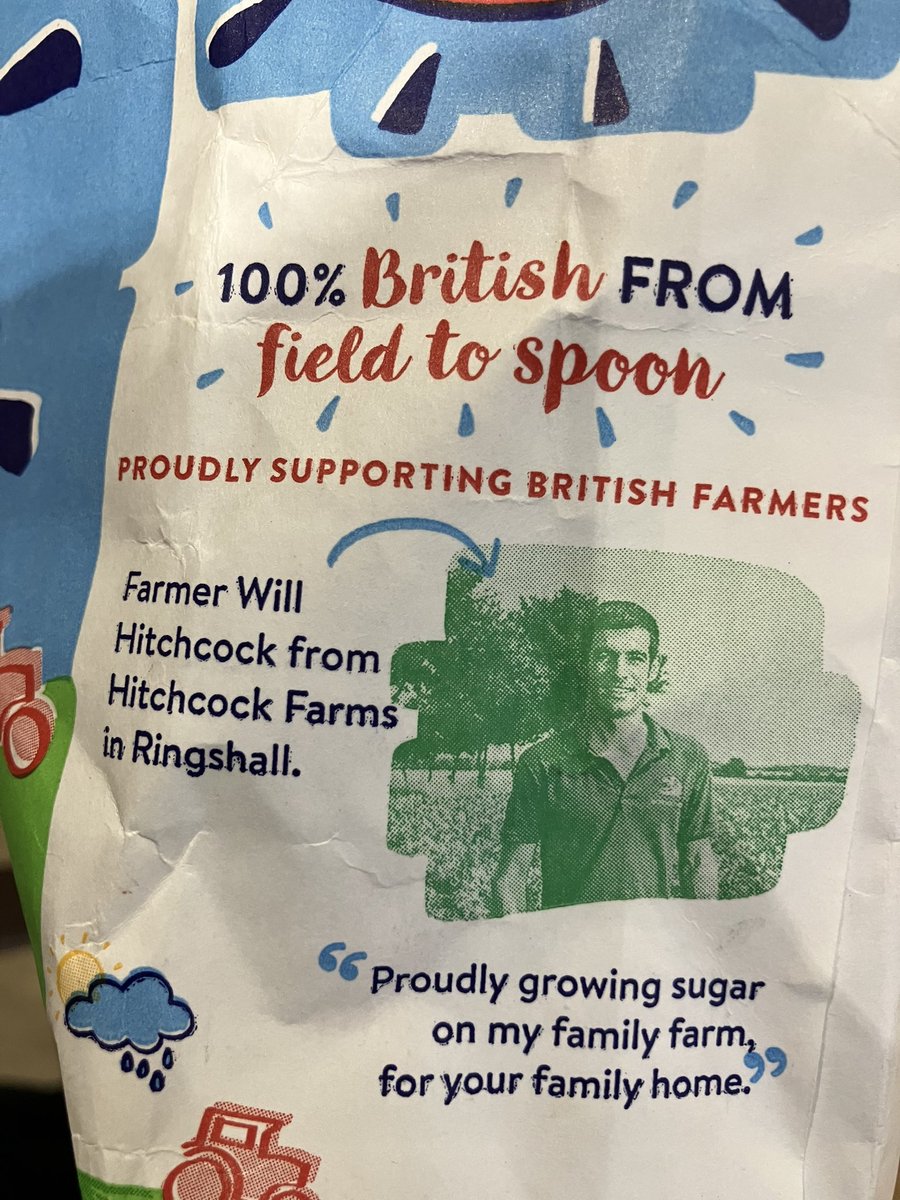 100% British FROM
field to spoon
PROUDLY SUPPORTING BRITISH FARMERS
Farmer Will
Hitchcock from
Hitchcock Farms
in Ringshall.
“Proudly growing sugar
on my family farm,
for your family home.”